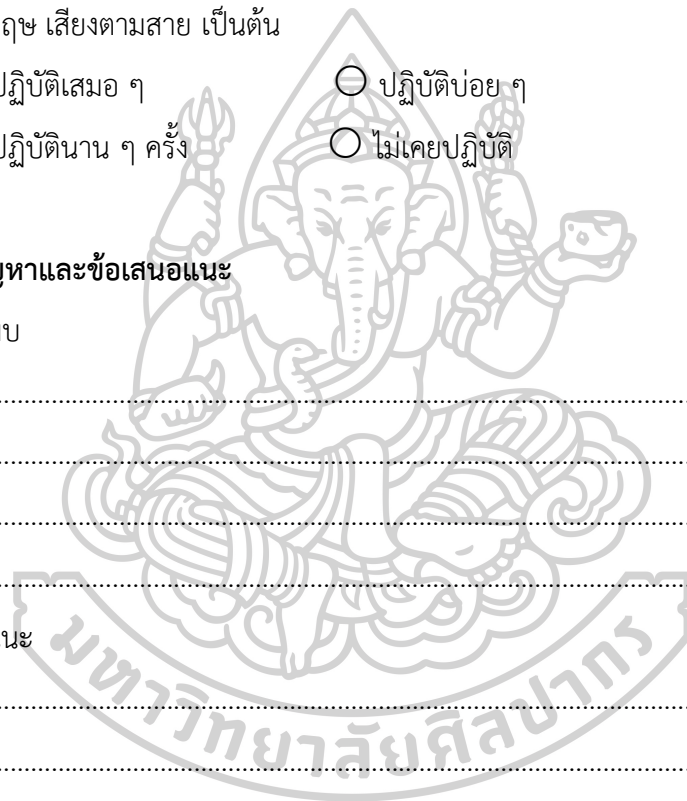 ฤษ เสียงตามสาย เป็นต้น
ปฏิบัติเสมอ ๆ ○ ปฏิบัติบ่อย ๆ
ปฏิบัตินาน ๆ ครั้ง ○ ไม่เคยปฏิบัติ
ญหาและข้อเสนอแนะ
บ
................................................................................
................................................................................
................................................................................
................................................................................
นะ
................................................................................
................................................................................
มหาวิทยาลัยศิลปากร